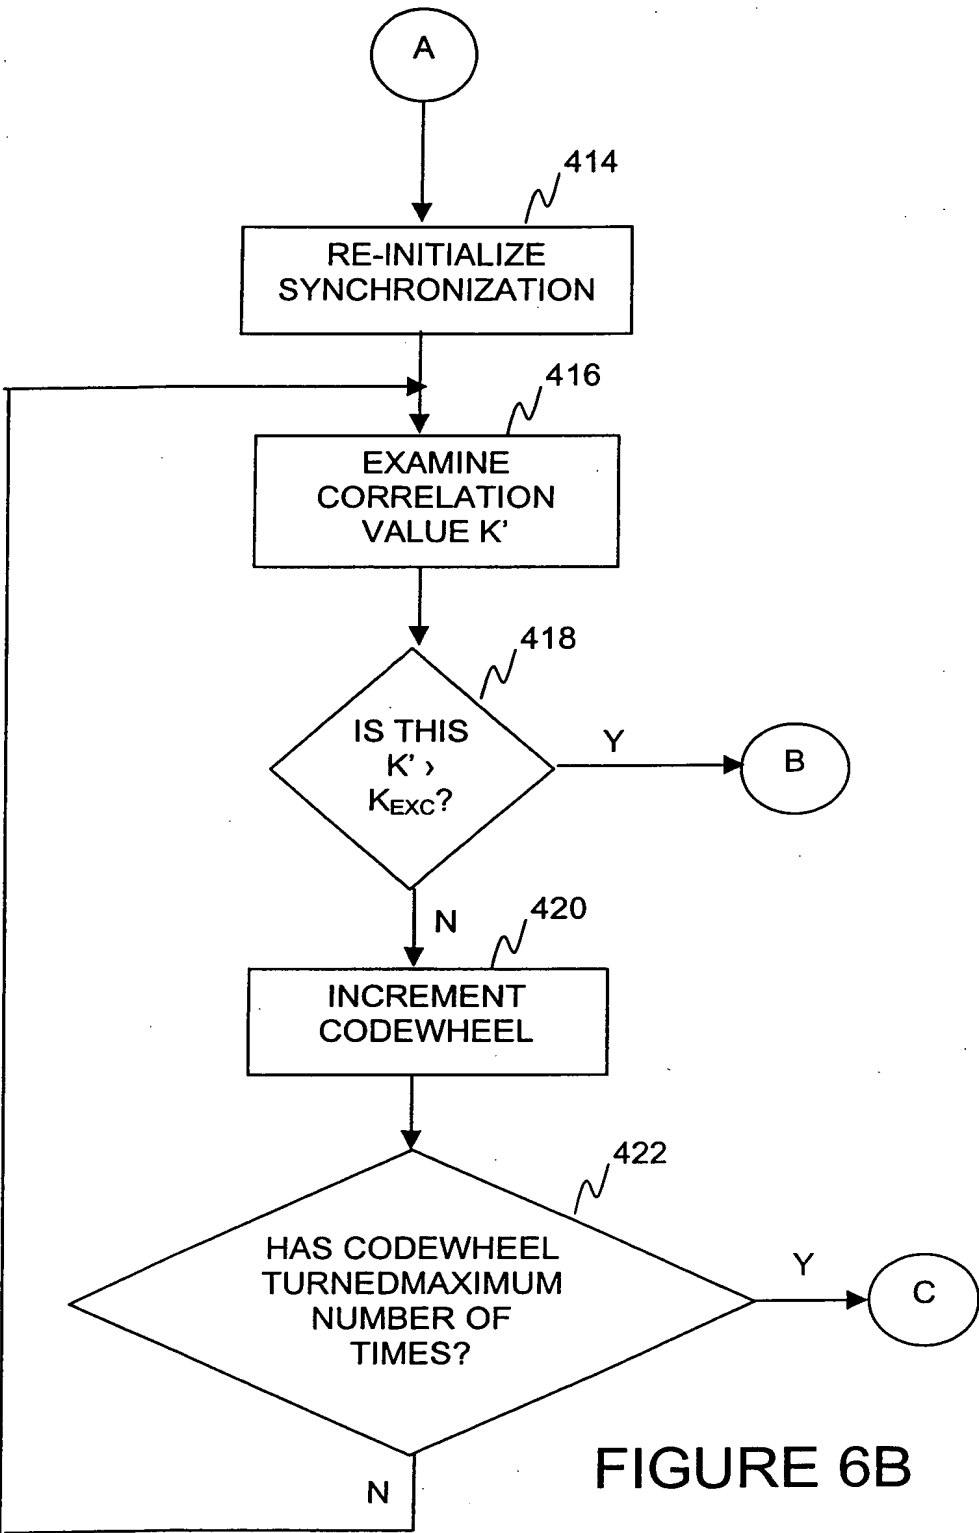 A
414
RE-INITIALIZE
SYNCHRONIZATION
416
EXAMINE
CORRELATION
VALUE K’
418
IS THIS
K’ ›
KEXC?
Y
B
N
420
INCREMENT
CODEWHEEL
422
HAS CODEWHEEL
TURNEDMAXIMUM
NUMBER OF
TIMES?
Y
C
N
FIGURE 6B